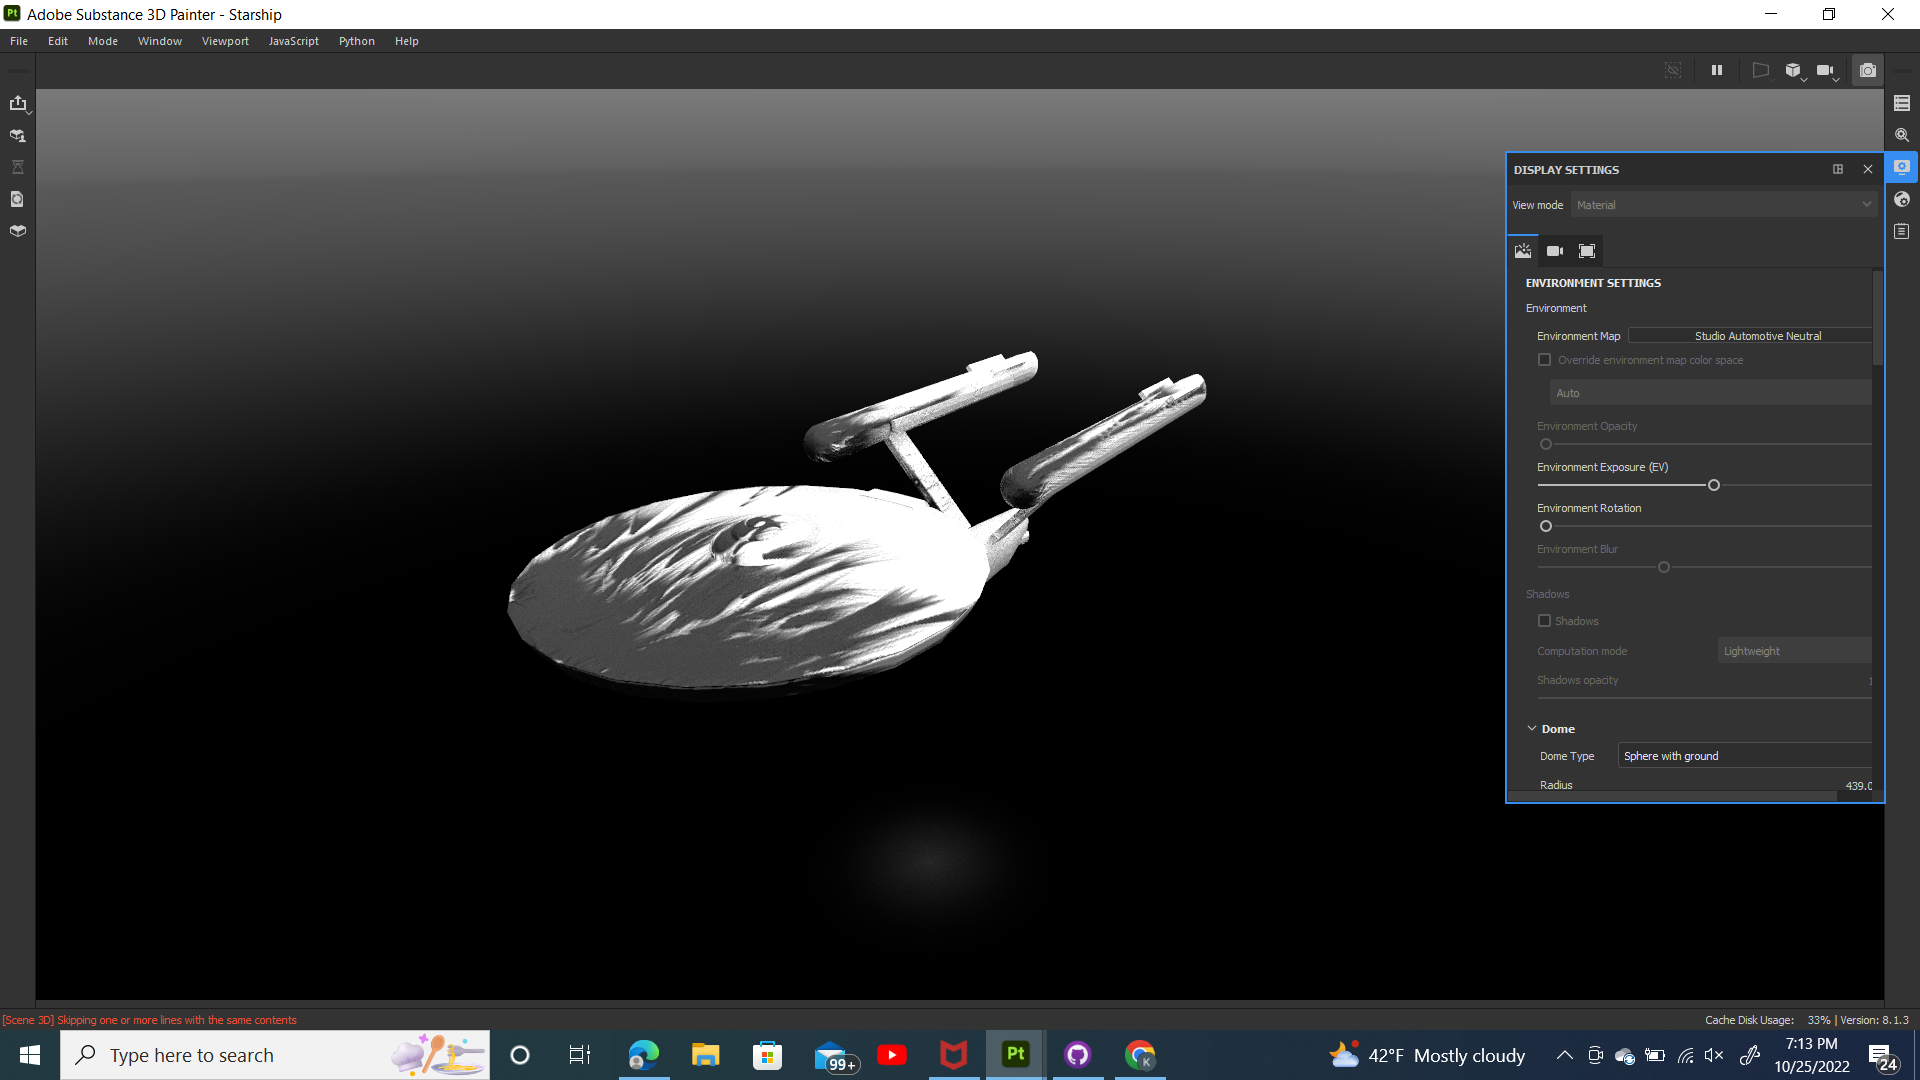 Pt Adobe Substance 3D Painter - Starship
File Edit Mode Window Viewport JavaScript Python Help
DISPLAY SETTINGS
View mode Material
ENVIRONMENT SETTINGS
Environment
Environment Map Studio Automotive Neutral
Override environment map color space
Auto
Environment Opacity
Environment Exposure (EV)
Environment Rotation
Environment Blur
Shadows
Shadows
Computation mode Lightweight
Shadows opacity
Dome
Dome Type Sphere with ground
Radius 439.0
[Scene 3D] Skipping one or more lines with the same contents
Cache Disk Usage: 33% | Version: 8.1.3
Type here to search
99+
Pt
K
42°F Mostly cloudy
7:13 PM
10/25/2022
24